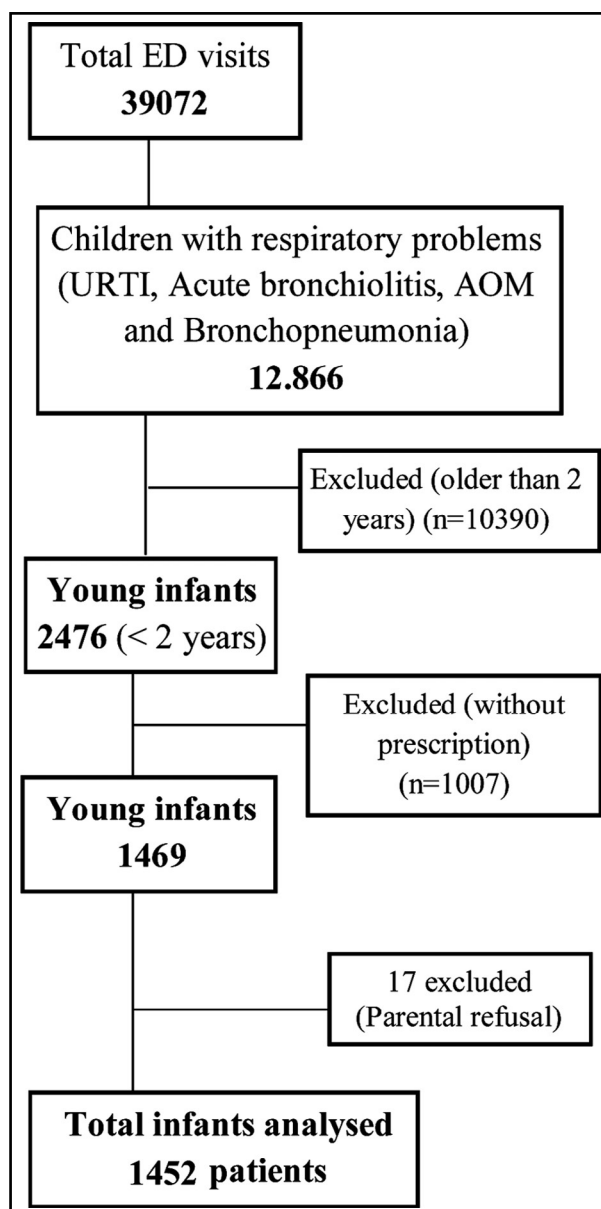 Total ED visits
39072
Children with respiratory problems
(URTI, Acute bronchiolitis, AOM
and Bronchopneumonia)
12.866
Excluded (older than 2
years) (n=10390)
Young infants
2476 (< 2 years)
Excluded (without
prescription)
(n=1007)
Young infants
1469
17 excluded
(Parental refusal)
Total infants analysed
1452 patients